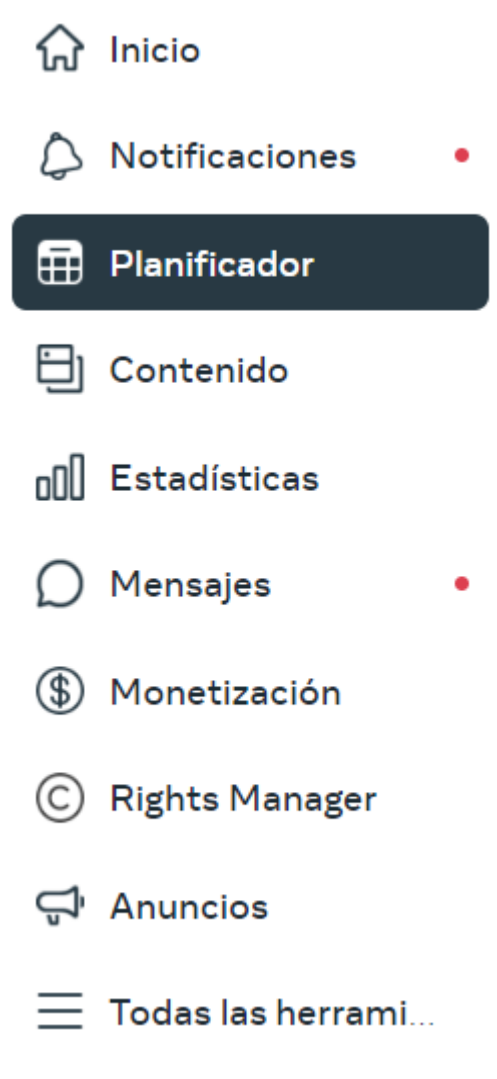 Inicio
Notificaciones
Planificador
Contenido
Estadísticas
Mensajes
Monetización
Rights Manager
Anuncios
Todas las herrami...